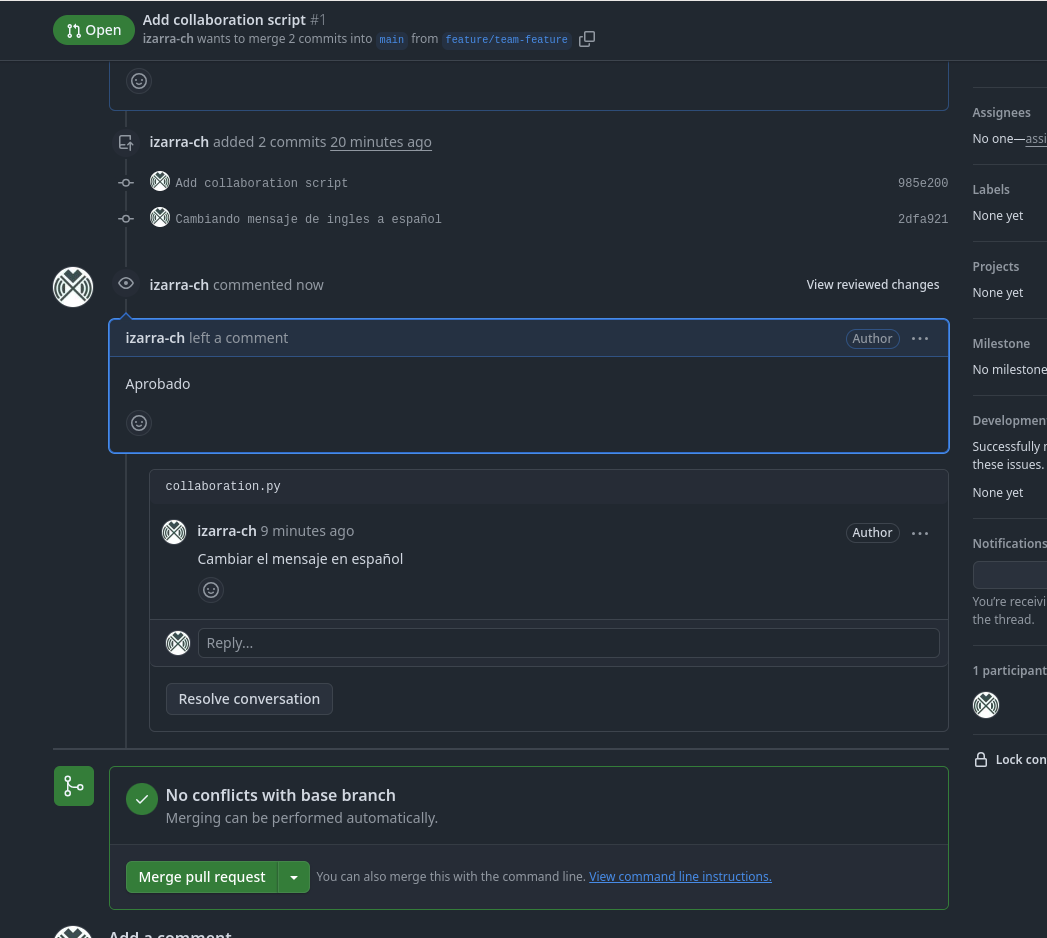 Open
Add collaboration script #1
izarra-ch wants to merge 2 commits into main from feature/team-feature
izarra-ch added 2 commits 20 minutes ago
Add collaboration script 985e200
Cambiando mensaje de ingles a español 2dfa921
izarra-ch commented now View reviewed changes
izarra-ch left a comment Author
Aprobado
collaboration.py
izarra-ch 9 minutes ago Author
Cambiar el mensaje en español
Reply...
Resolve conversation
No conflicts with base branch
Merging can be performed automatically.
Merge pull request You can also merge this with the command line. View command line instructions.
Add a comment
Assignees
No one—assi
Labels
None yet
Projects
None yet
Milestone
No milestone
Developmen
Successfully
these issues.
None yet
Notifications
You're receivi
the thread.
1 participant
Lock con